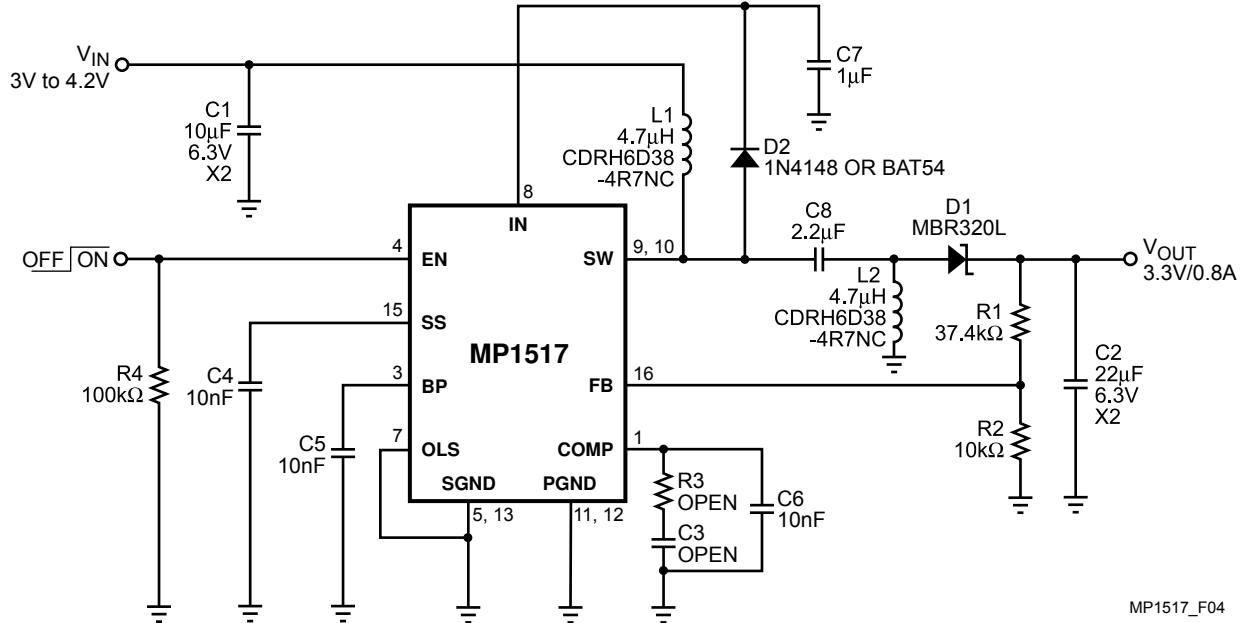 V_IN
3V to 4.2V
C1
10µF
6.3V
X2
L1
4.7µH
CDRH6D38
-4R7NC
C7
1µF
D2
1N4148 OR BAT54
8
IN
OFF ON
4
EN
SW
9, 10
C8
2.2µF
D1
MBR320L
V_OUT
3.3V/0.8A
L2
4.7µH
CDRH6D38
-4R7NC
15
SS
MP1517
R1
37.4kΩ
C2
22µF
6.3V
X2
R4
100kΩ
C4
10nF
3
BP
FB
16
C5
10nF
7
OLS
COMP
1
R2
10kΩ
SGND
PGND
5, 13
11, 12
R3
OPEN
C3
OPEN
C6
10nF
MP1517_F04